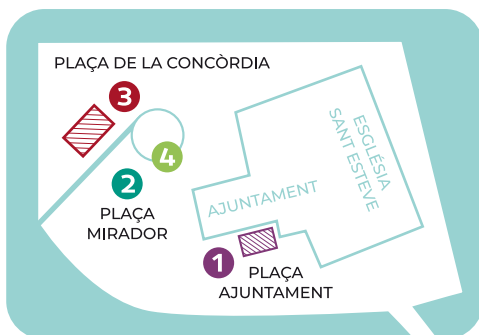 PLAÇA DE LA CONCÒRDIA
3
4
2
PLAÇA
MIRADOR
ESGLÉSIA
SANT ESTEVE
AJUNTAMENT
1
PLAÇA
AJUNTAMENT